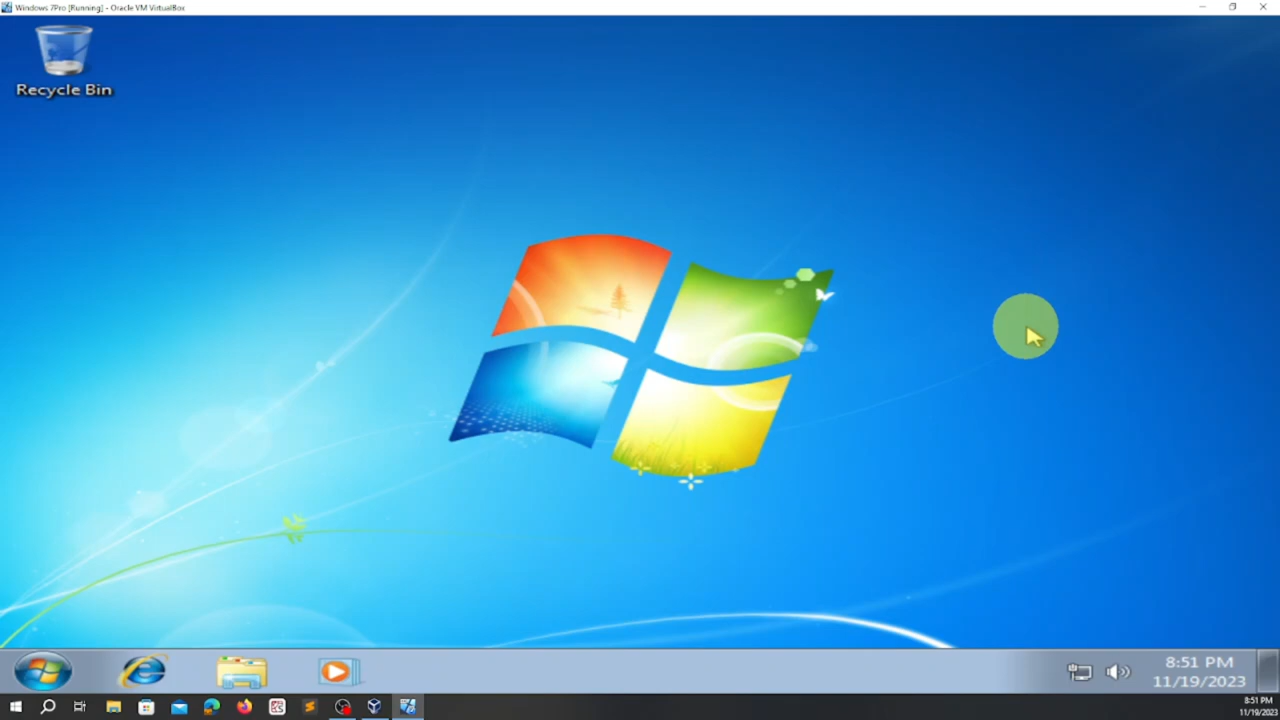 Windows 7Pro [Running] - Oracle VM VirtualBox
Recycle Bin
8:51 PM
11/19/2023
8:51 PM
11/19/2023